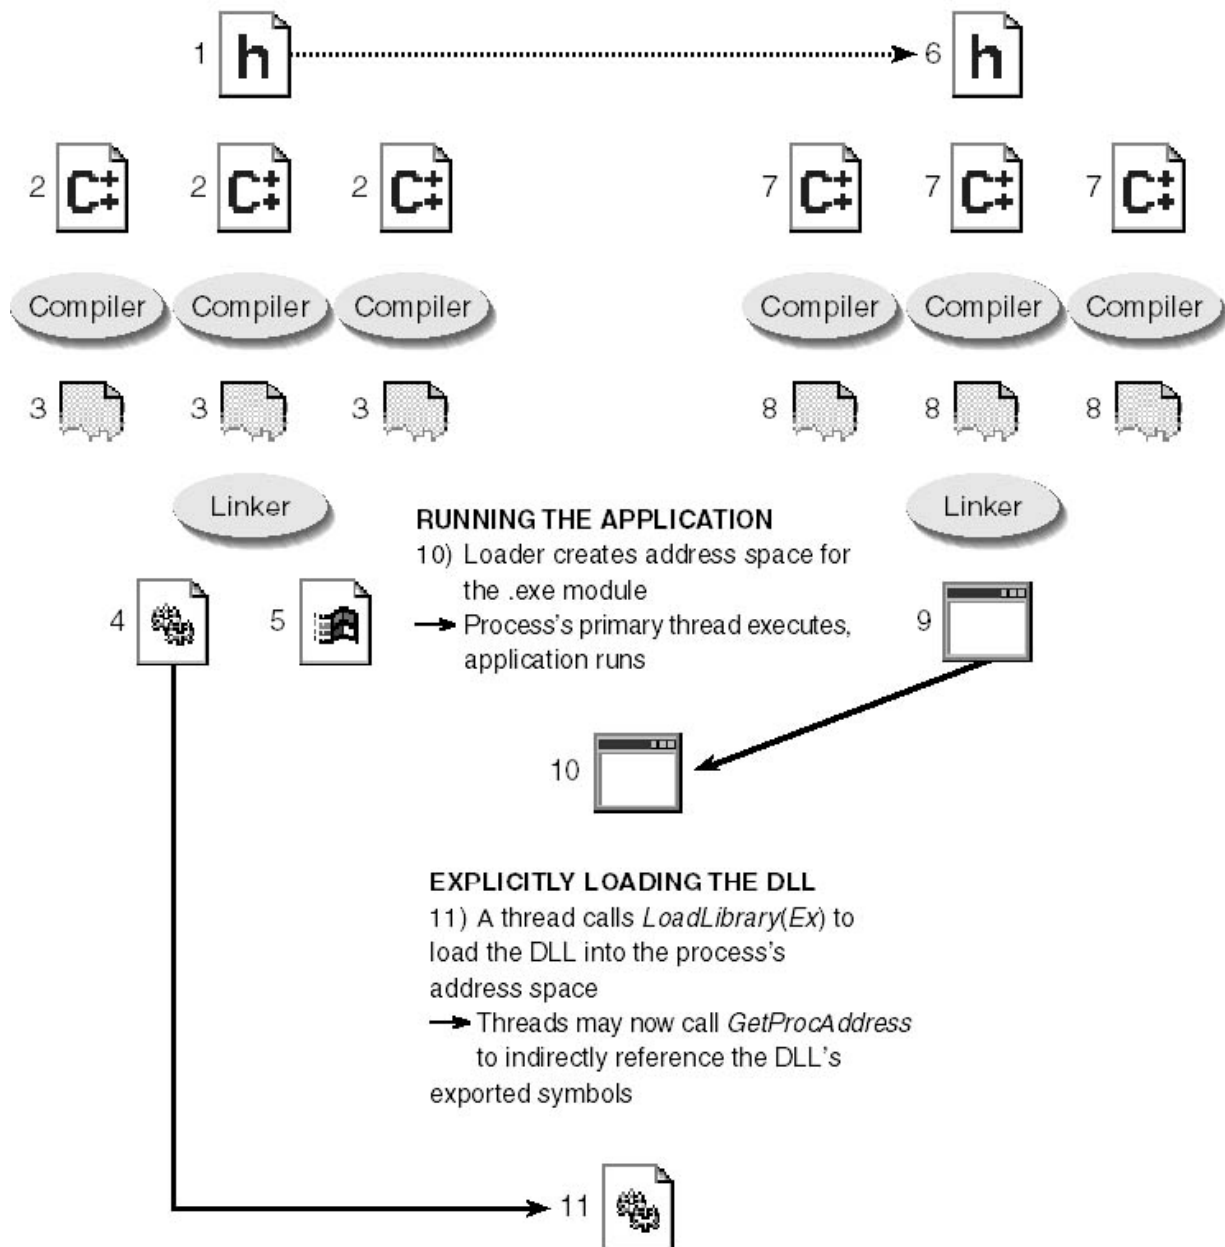 1 h 6 h
2 C++ 2 C++ 2 C++ 7 C++ 7 C++ 7 C++
Compiler Compiler Compiler Compiler Compiler Compiler
3 3 3 8 8 8
Linker Linker
RUNNING THE APPLICATION
10) Loader creates address space for
the .exe module
→ Process's primary thread executes,
application runs
4 5 9
10
EXPLICITLY LOADING THE DLL
11) A thread calls LoadLibrary(Ex) to
load the DLL into the process's
address space
→ Threads may now call GetProcAddress
to indirectly reference the DLL's
exported symbols
11